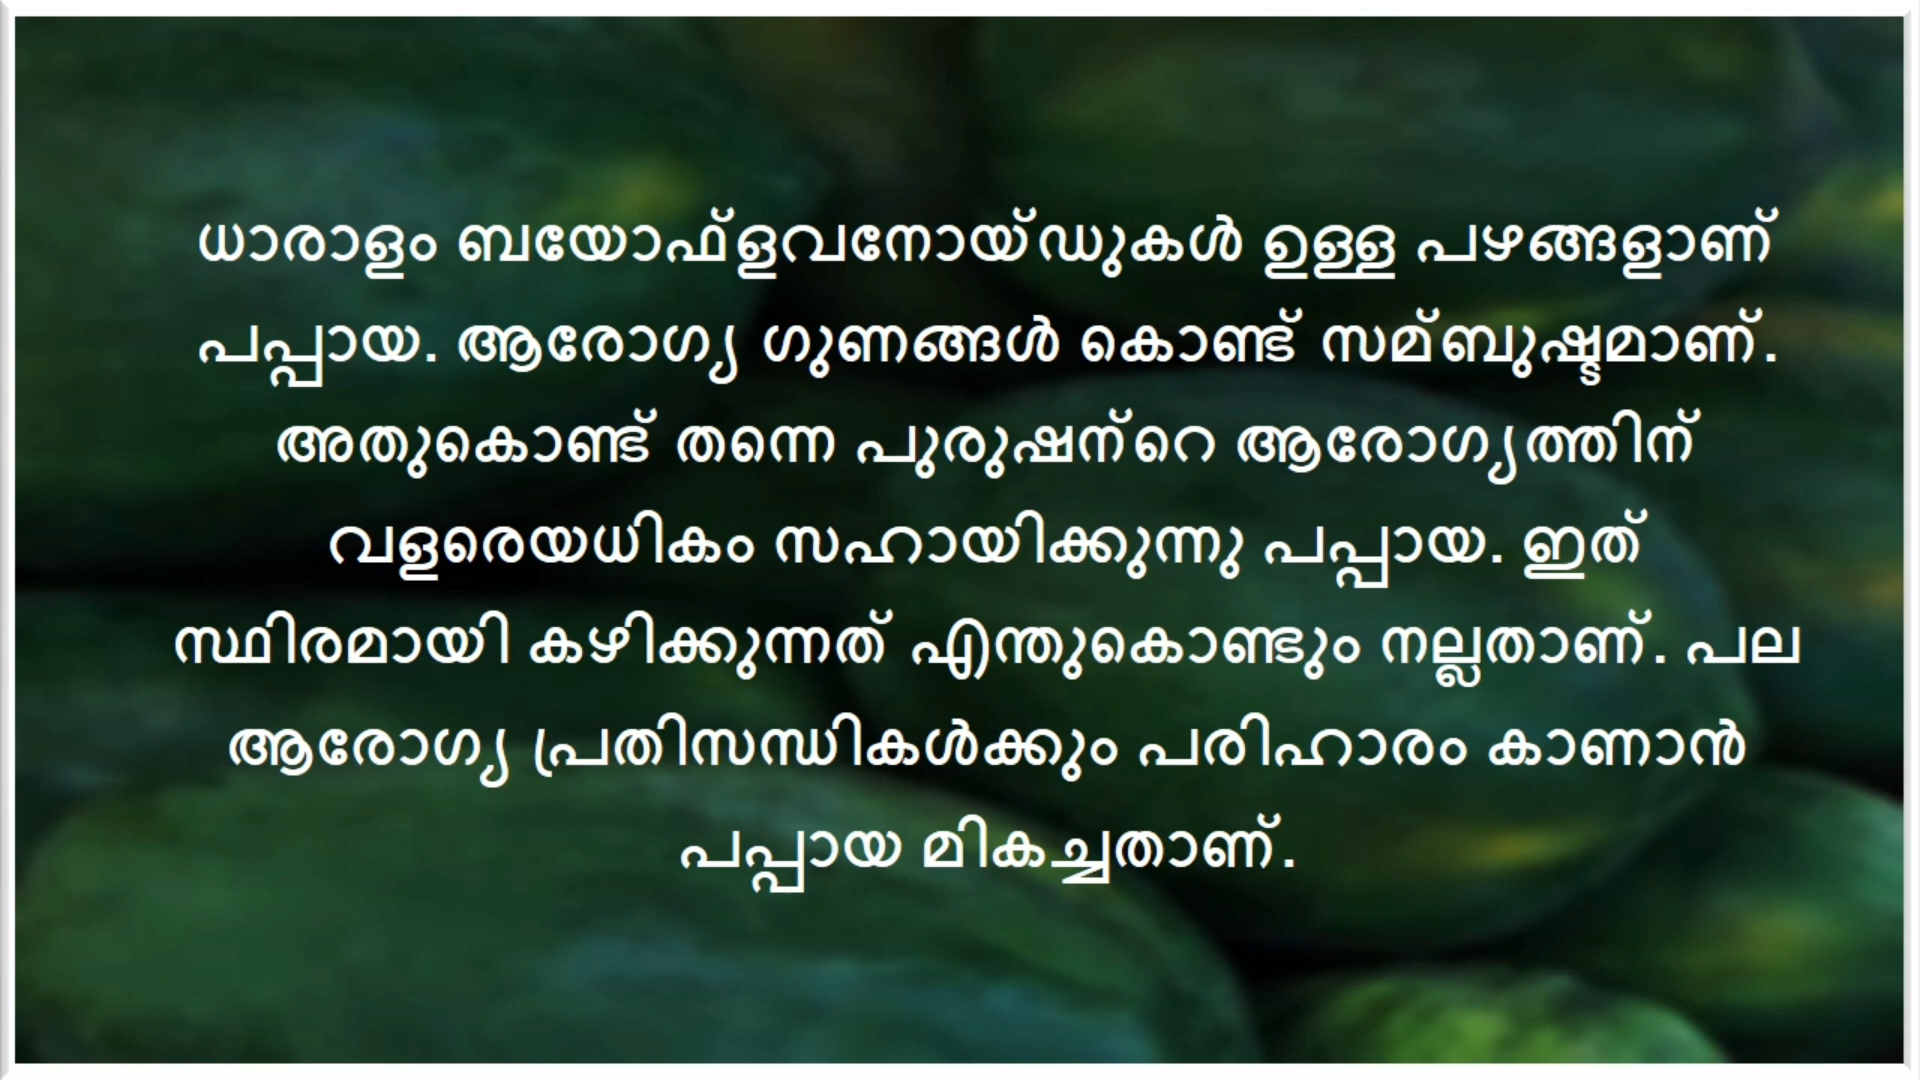 ധാരാളം ബയോഫ്ളവനോയ്ഡുകൾ ഉള്ള പഴങ്ങളാണ്
പപ്പായ. ആരോഗ്യ ഗുണങ്ങൾ കൊണ്ട് സമ്ബുഷ്ടമാണ്.
അതുകൊണ്ട് തന്നെ പുരുഷന്റെ ആരോഗ്യത്തിന്
വളരെയധികം സഹായിക്കുന്നു പപ്പായ. ഇത്
സ്ഥിരമായി കഴിക്കുന്നത് എന്തുകൊണ്ടും നല്ലതാണ്. പല
ആരോഗ്യ പ്രതിസന്ധികൾക്കും പരിഹാരം കാണാൻ
പപ്പായ മികച്ചതാണ്.